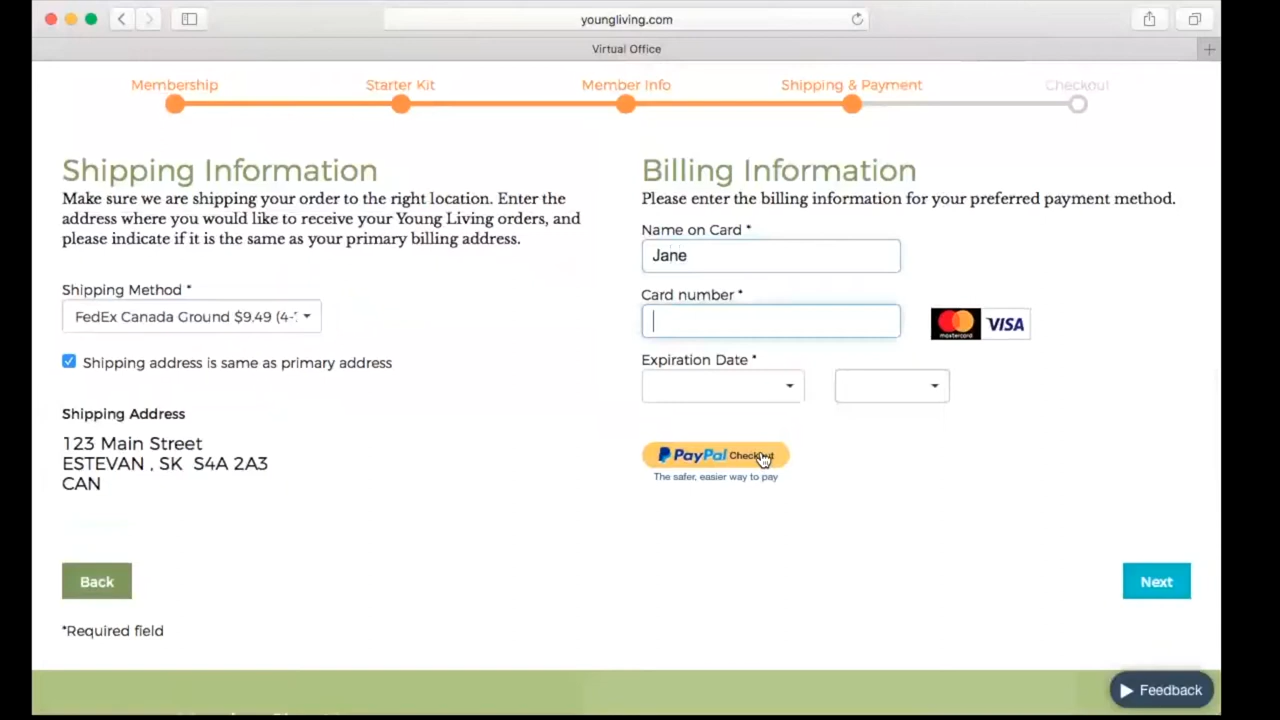 youngliving.com
Virtual Office
Membership
Starter Kit
Member Info
Shipping & Payment
Checkout
Shipping Information
Make sure we are shipping your order to the right location. Enter the
address where you would like to receive your Young Living orders, and
please indicate if it is the same as your primary billing address.
Shipping Method *
FedEx Canada Ground $9.49 (4-
Shipping address is same as primary address
Shipping Address
123 Main Street
ESTEVAN , SK S4A 2A3
CAN
Billing Information
Please enter the billing information for your preferred payment method.
Name on Card *
Jane
Card number *
mastercard
VISA
Expiration Date *
PayPal Checkout
The safer, easier way to pay
Back
Next
*Required field
Feedback